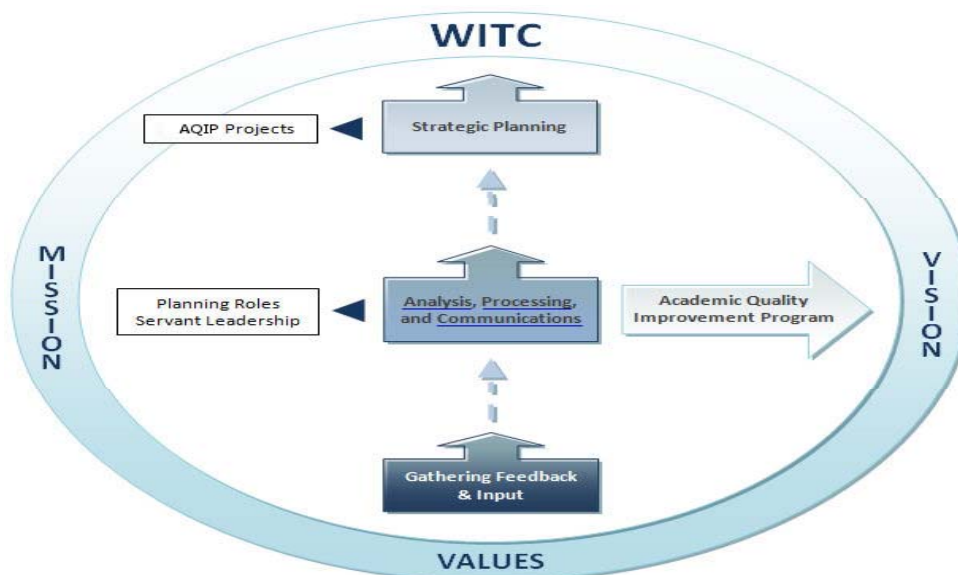 WITC
AQIP Projects
Strategic Planning
MISSION
VISION
Planning Roles
Servant Leadership
Analysis, Processing,
and Communications
Academic Quality
Improvement Program
Gathering Feedback
& Input
VALUES